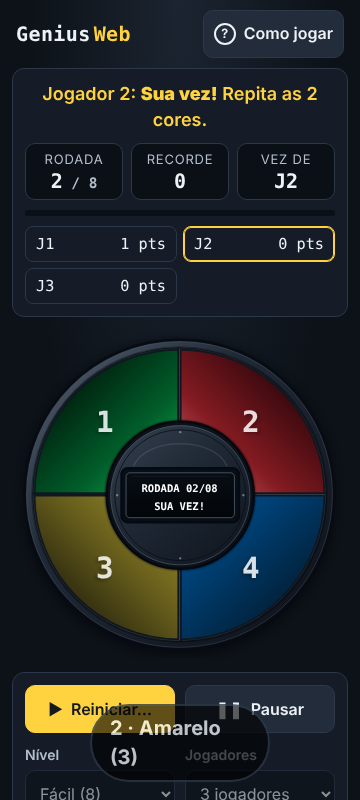 Genius Web
? Como jogar
Jogador 2: Sua vez! Repita as 2
cores.
RODADA RECORDE VEZ DE
2 / 8 0 J2
J1 1 pts J2 0 pts
J3 0 pts
1 2
RODADA 02/08
SUA VEZ!
3 4
Reiniciar... Pausar
2 · Amarelo
(3)
Nível Jogadores
Fácil (8) 3 jogadores